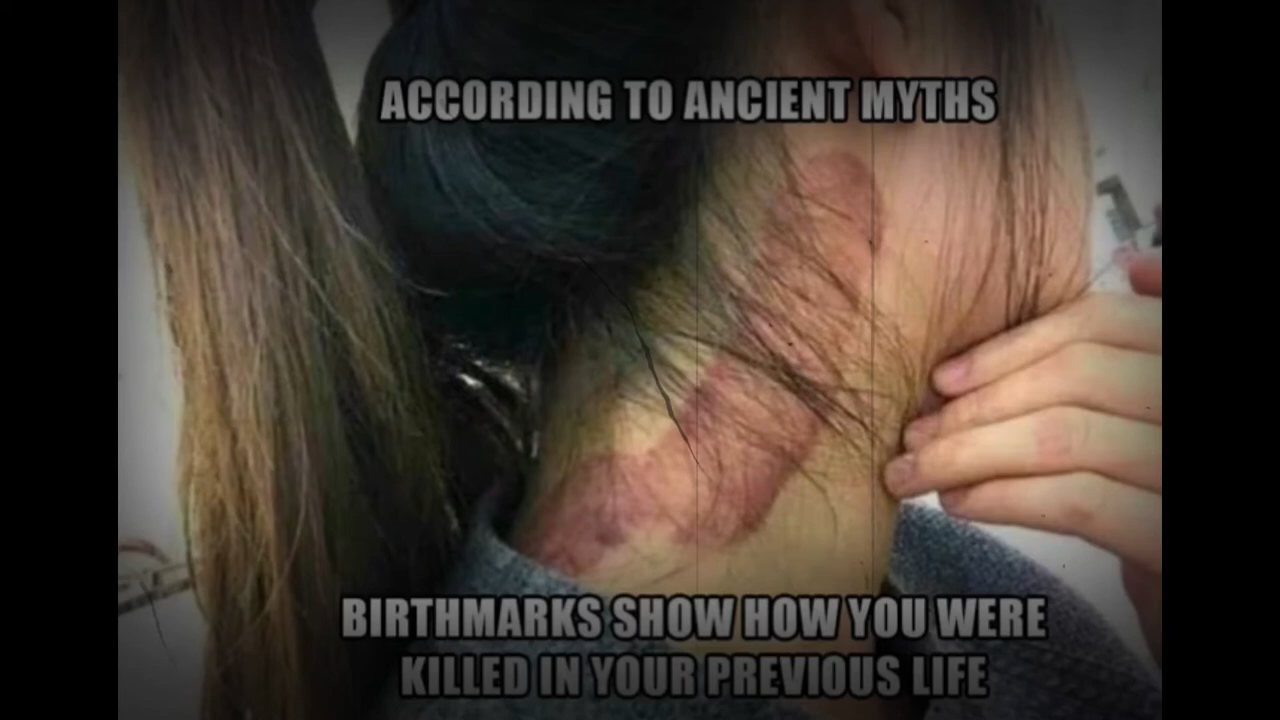 ACCORDING TO ANCIENT MYTHS
BIRTHMARKS SHOW HOW YOU WERE
KILLED IN YOUR PREVIOUS LIFE